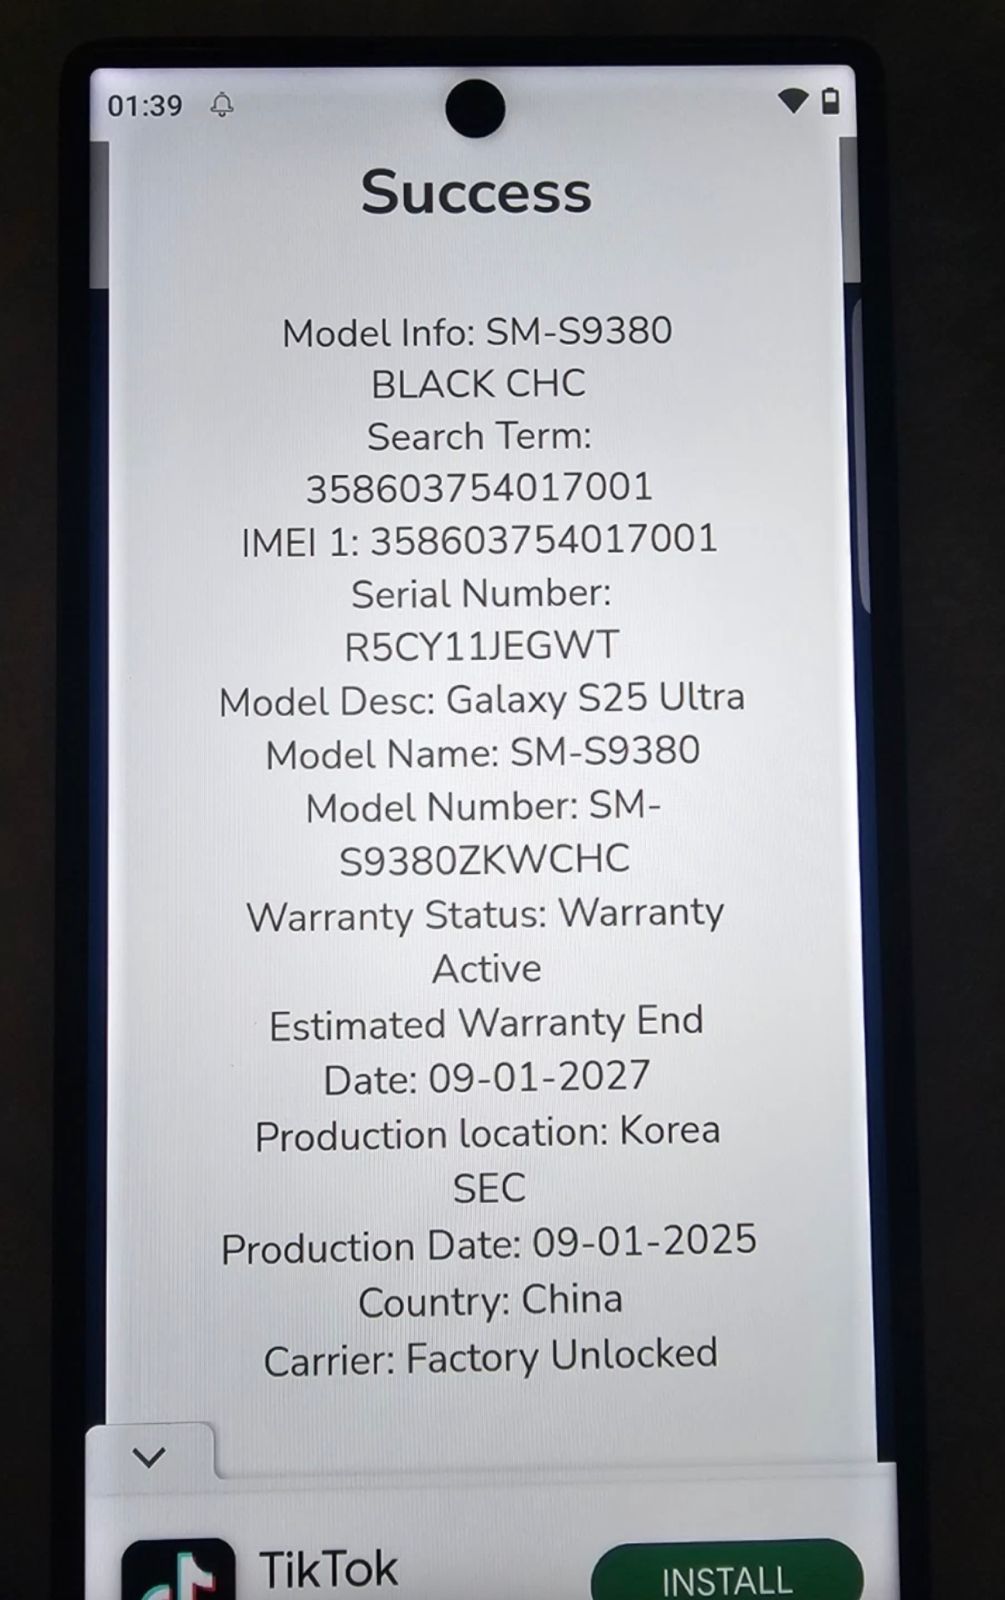 01:39
Success
Model Info: SM-S9380
BLACK CHC
Search Term:
358603754017001
IMEI 1: 358603754017001
Serial Number:
R5CY11JEGWT
Model Desc: Galaxy S25 Ultra
Model Name: SM-S9380
Model Number: SM-
S9380ZKWCHC
Warranty Status: Warranty
Active
Estimated Warranty End
Date: 09-01-2027
Production location: Korea
SEC
Production Date: 09-01-2025
Country: China
Carrier: Factory Unlocked
TikTok
INSTALL